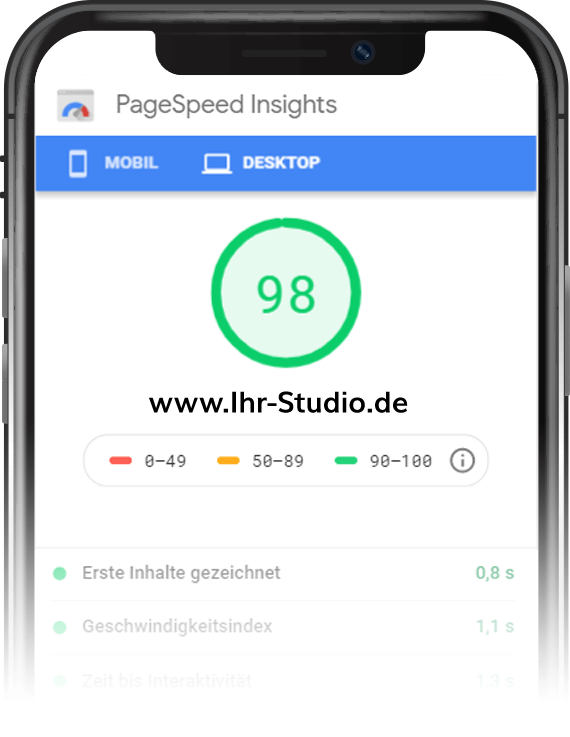 PageSpeed Insights
MOBIL DESKTOP
98
www.Ihr-Studio.de
0–49 50–89 90–100
Erste Inhalte gezeichnet 0,8 s
Geschwindigkeitsindex 1,1 s
Zeit bis Interaktivität 1,3 s